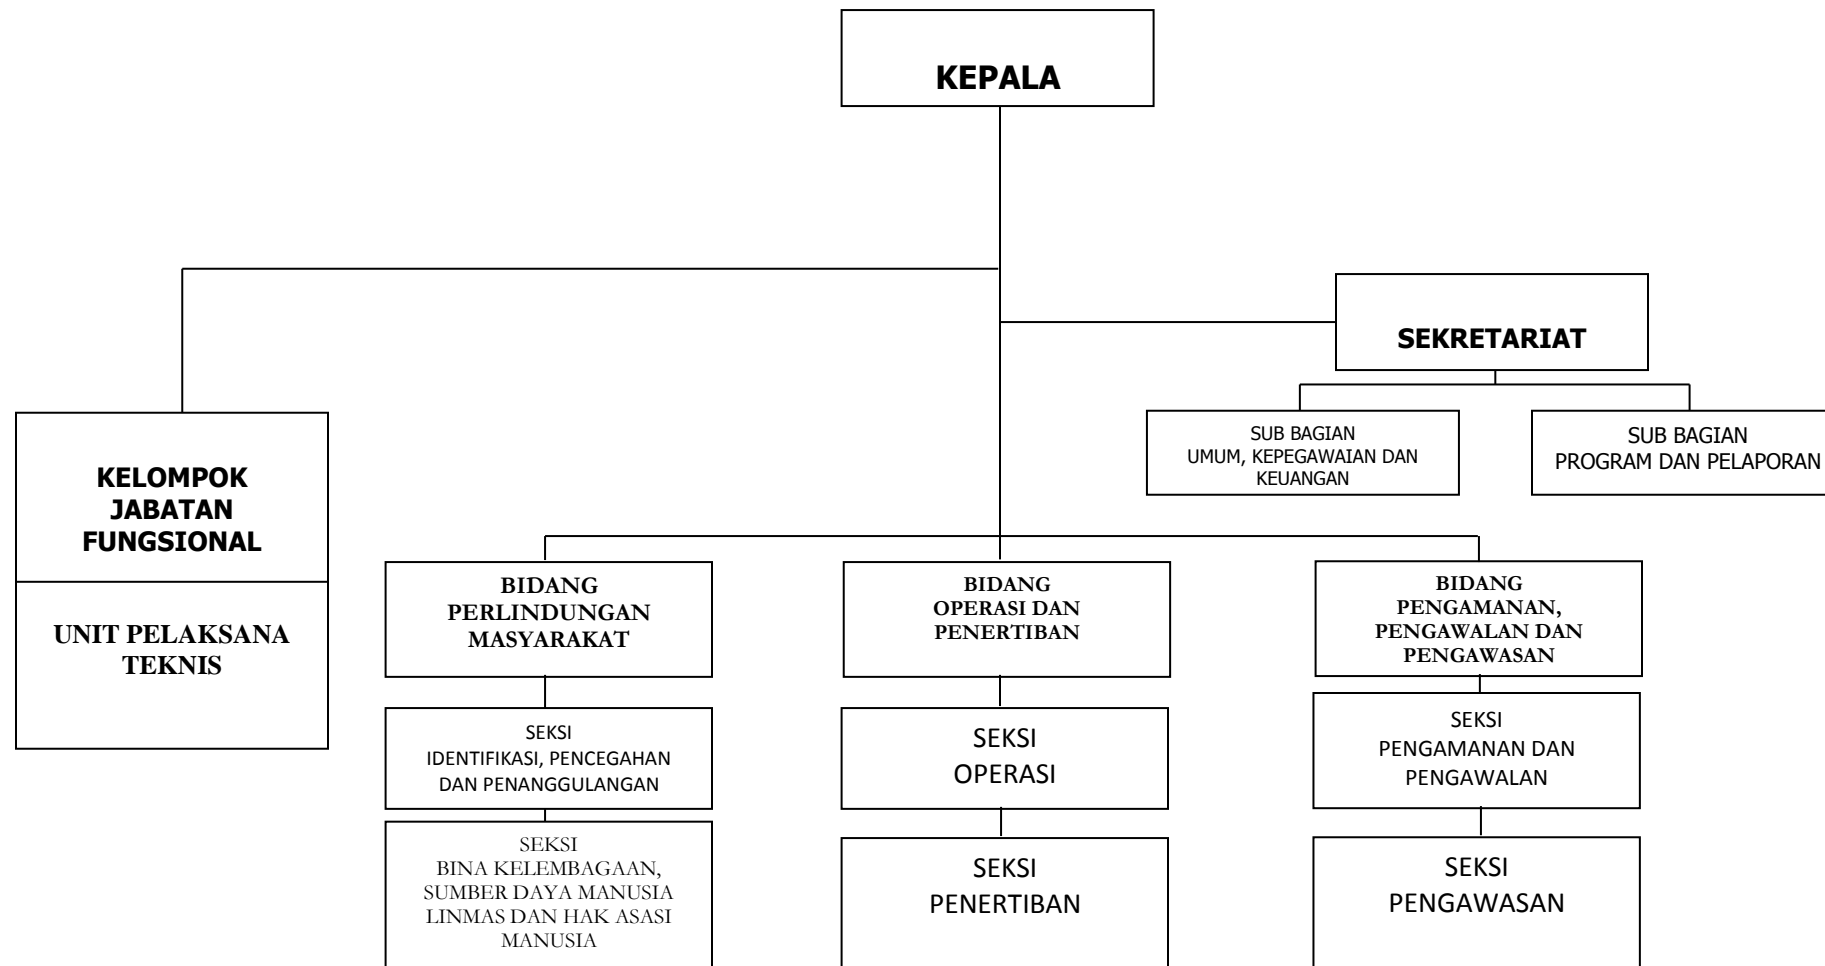 KEPALA
SEKRETARIAT
SUB BAGIAN
UMUM, KEPEGAWAIAN DAN
KEUANGAN
SUB BAGIAN
PROGRAM DAN PELAPORAN
KELOMPOK
JABATAN
FUNGSIONAL
UNIT PELAKSANA
TEKNIS
BIDANG
PERLINDUNGAN
MASYARAKAT
BIDANG
OPERASI DAN
PENERTIBAN
BIDANG
PENGAMANAN,
PENGAWALAN DAN
PENGAWASAN
SEKSI
IDENTIFIKASI, PENCEGAHAN
DAN PENANGGULANGAN
SEKSI
OPERASI
SEKSI
PENGAMANAN DAN
PENGAWALAN
SEKSI
BINA KELEMBAGAAN,
SUMBER DAYA MANUSIA
LINMAS DAN HAK ASASI
MANUSIA
SEKSI
PENERTIBAN
SEKSI
PENGAWASAN